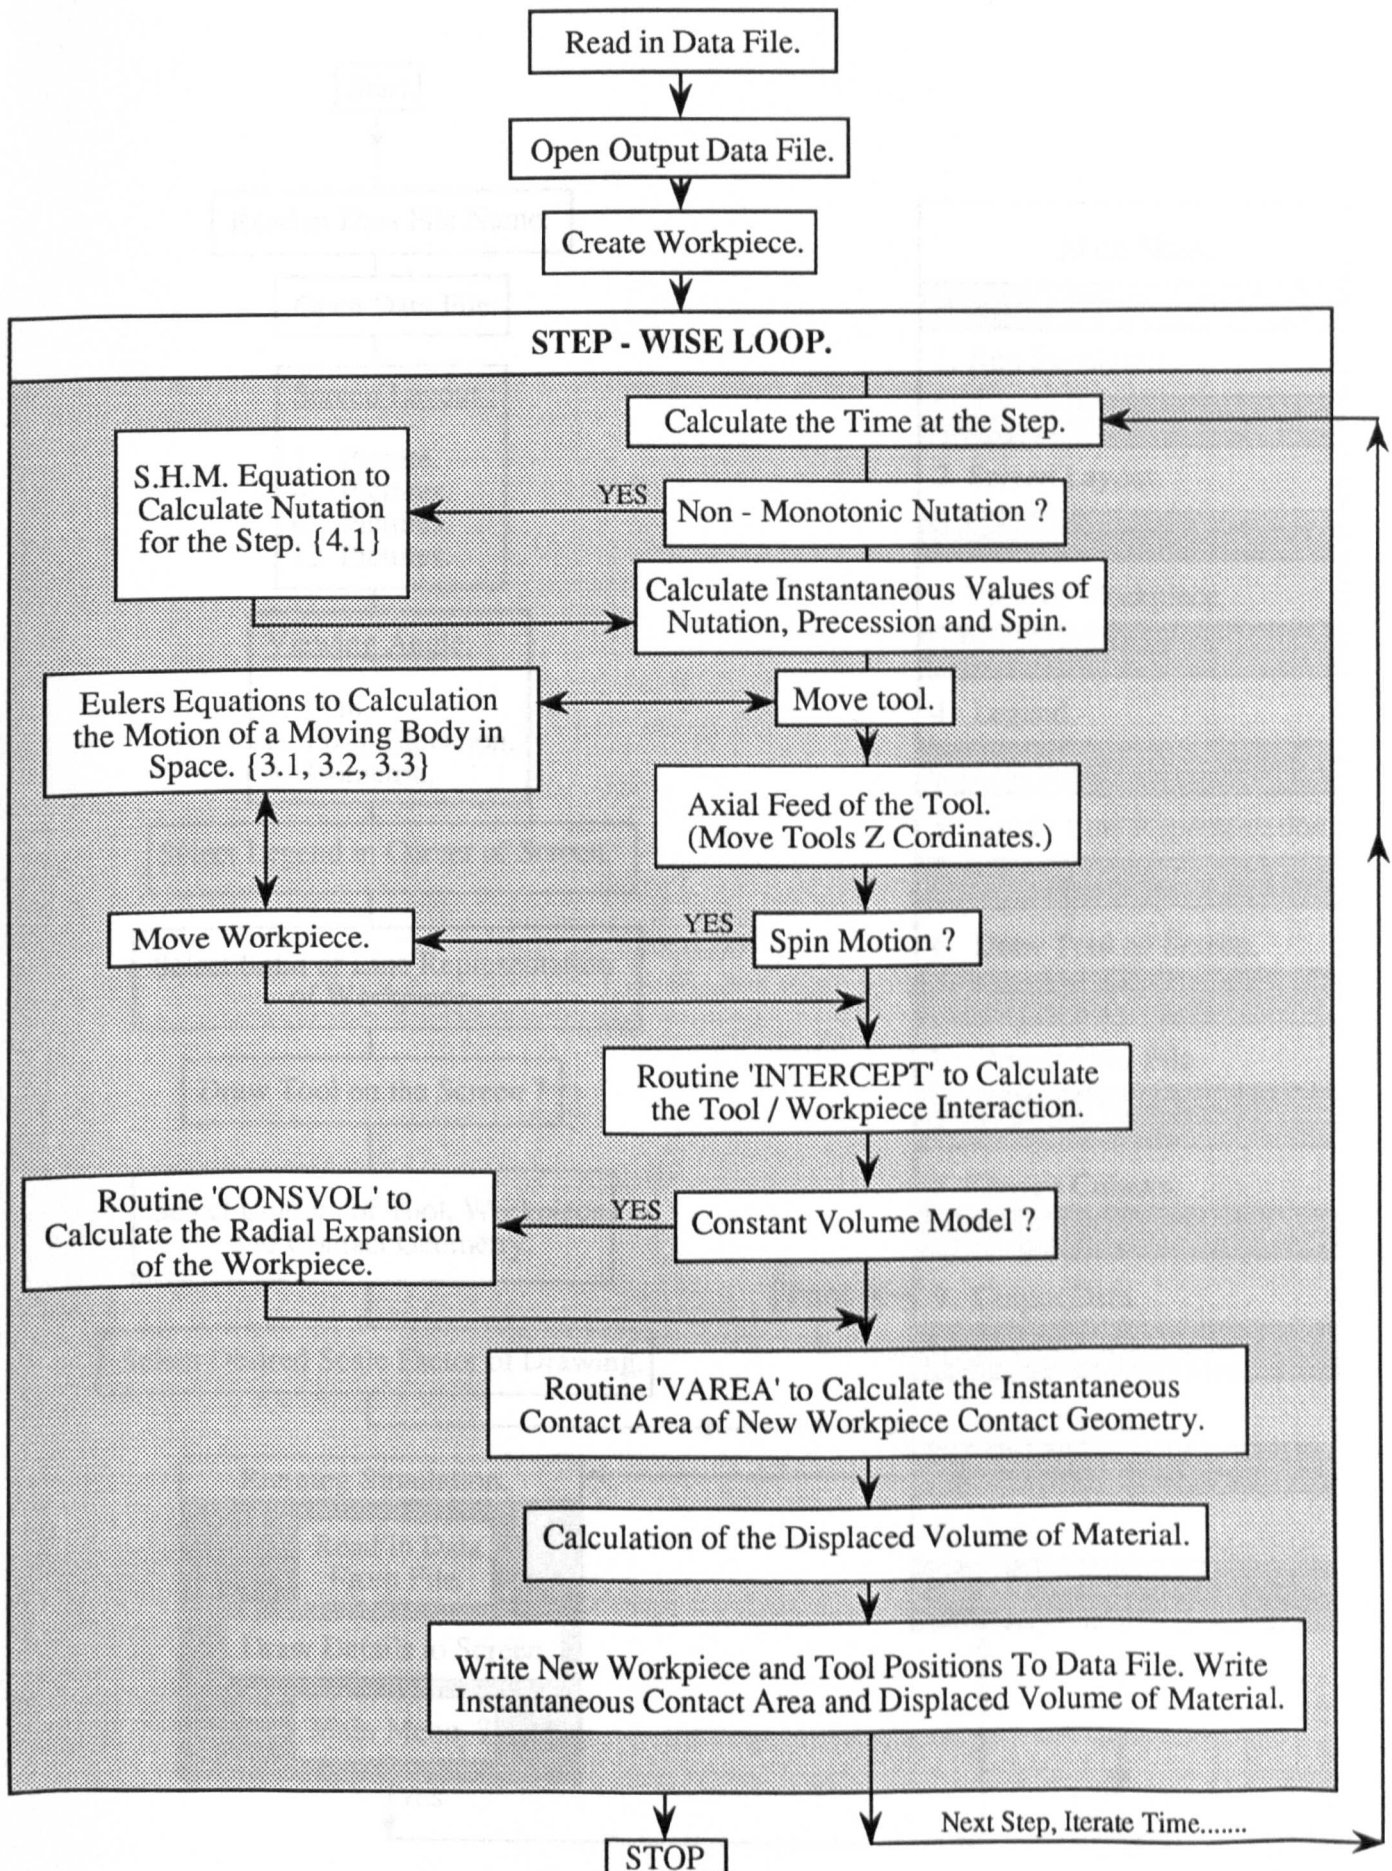 Read in Data File.
Open Output Data File.
Create Workpiece.
STEP - WISE LOOP.
Calculate the Time at the Step.
S.H.M. Equation to
Calculate Nutation
for the Step. {4.1}
YES
Non - Monotonic Nutation ?
Calculate Instantaneous Values of
Nutation, Precession and Spin.
Eulers Equations to Calculation
the Motion of a Moving Body in
Space. {3.1, 3.2, 3.3}
Move tool.
Axial Feed of the Tool.
(Move Tools Z Cordinates.)
Move Workpiece.
YES
Spin Motion ?
Routine 'INTERCEPT' to Calculate
the Tool / Workpiece Interaction.
Routine 'CONSVOL' to
Calculate the Radial Expansion
of the Workpiece.
YES
Constant Volume Model ?
Routine 'VAREA' to Calculate the Instantaneous
Contact Area of New Workpiece Contact Geometry.
Calculation of the Displaced Volume of Material.
Write New Workpiece and Tool Positions To Data File. Write
Instantaneous Contact Area and Displaced Volume of Material.
Next Step, Iterate Time.......
STOP